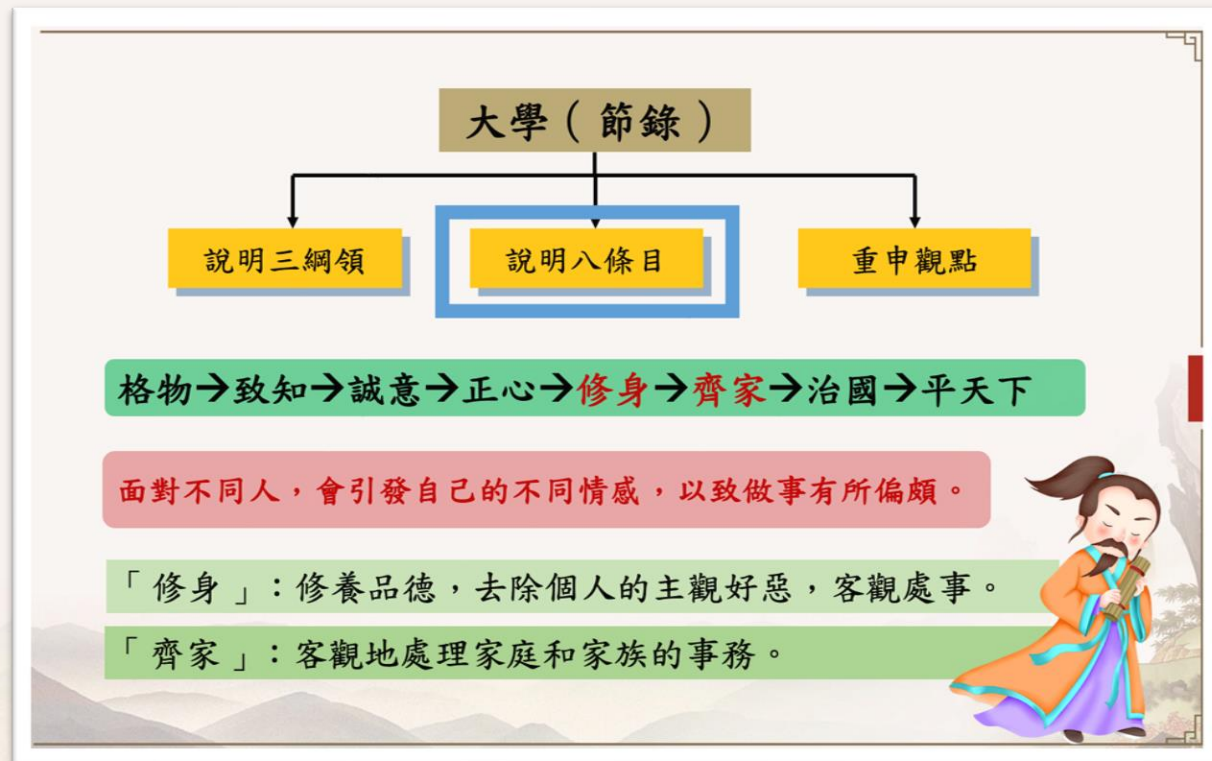 大學（節錄）
說明三綱領
說明八條目
重申觀點
格物→致知→誠意→正心→修身→齊家→治國→平天下
面對不同人，會引發自己的不同情感，以致做事有所偏頗。
「修身」：修養品德，去除個人的主觀好惡，客觀處事。
「齊家」：客觀地處理家庭和家族的事務。